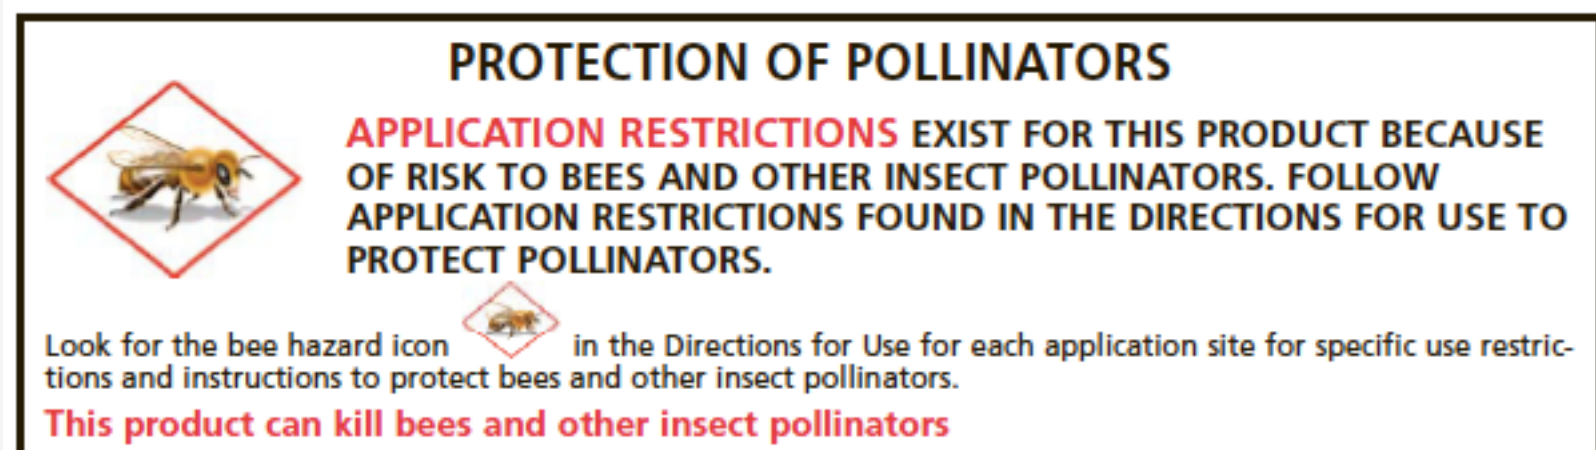 PROTECTION OF POLLINATORS
APPLICATION RESTRICTIONS EXIST FOR THIS PRODUCT BECAUSE
OF RISK TO BEES AND OTHER INSECT POLLINATORS. FOLLOW
APPLICATION RESTRICTIONS FOUND IN THE DIRECTIONS FOR USE TO
PROTECT POLLINATORS.
Look for the bee hazard icon in the Directions for Use for each application site for specific use restric-
tions and instructions to protect bees and other insect pollinators.
This product can kill bees and other insect pollinators